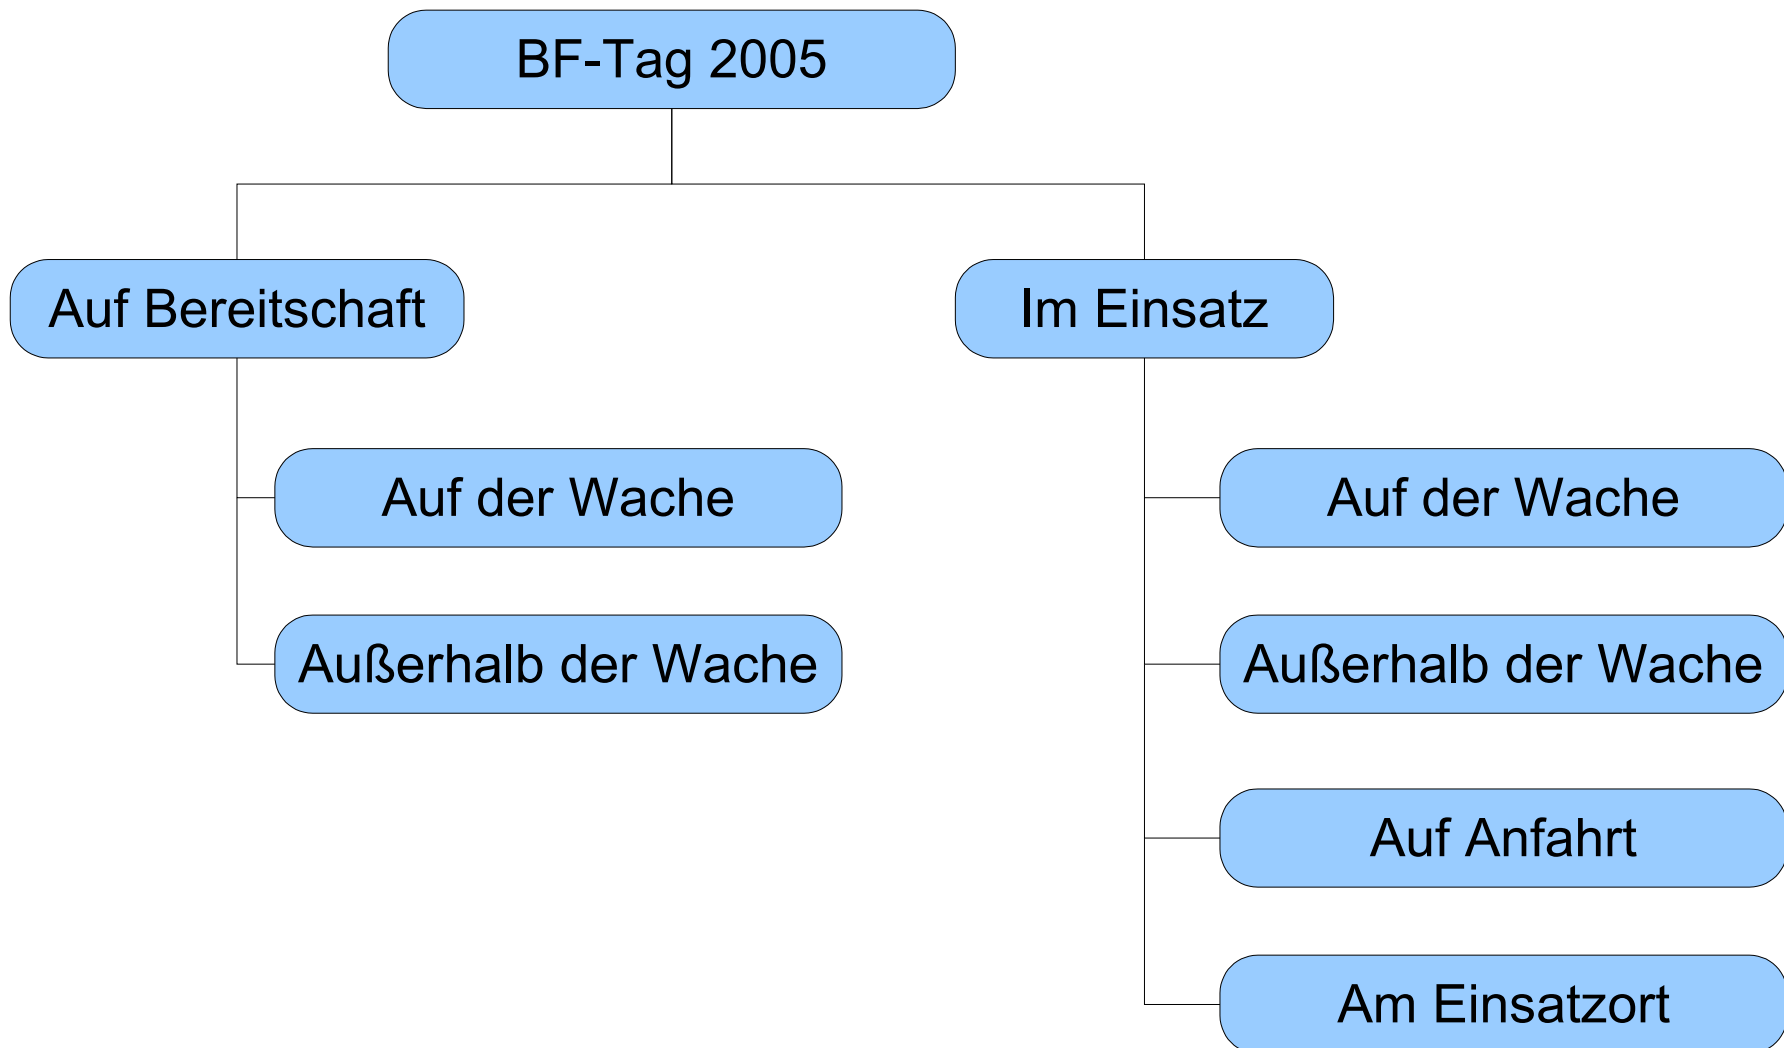 BF-Tag 2005
Auf Bereitschaft
Im Einsatz
Auf der Wache
Außerhalb der Wache
Auf der Wache
Außerhalb der Wache
Auf Anfahrt
Am Einsatzort